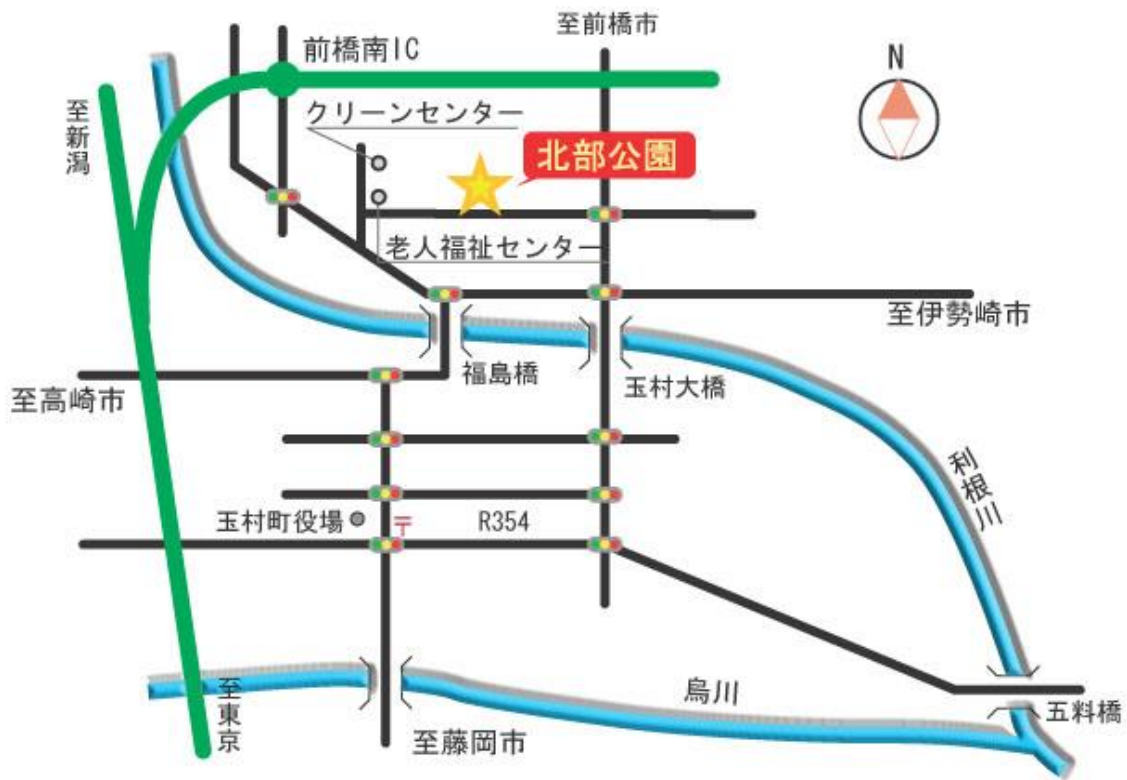 至前橋市
前橋南IC
N
至新潟
クリーンセンター
北部公園
老人福祉センター
至伊勢崎市
福島橋
玉村大橋
至高崎市
利根川
玉村町役場
〒
R354
至東京
烏川
五料橋
至藤岡市